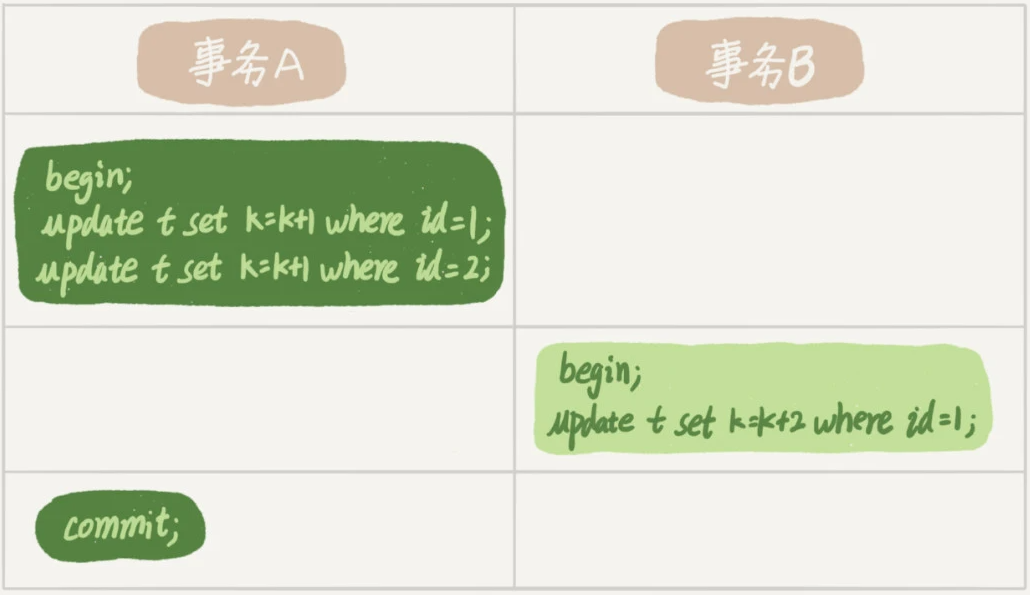 事务A
事务B
begin;
update t set k=k+1 where id=1;
update t set k=k+1 where id=2;
begin;
update t set k=k+2 where id=1;
commit;